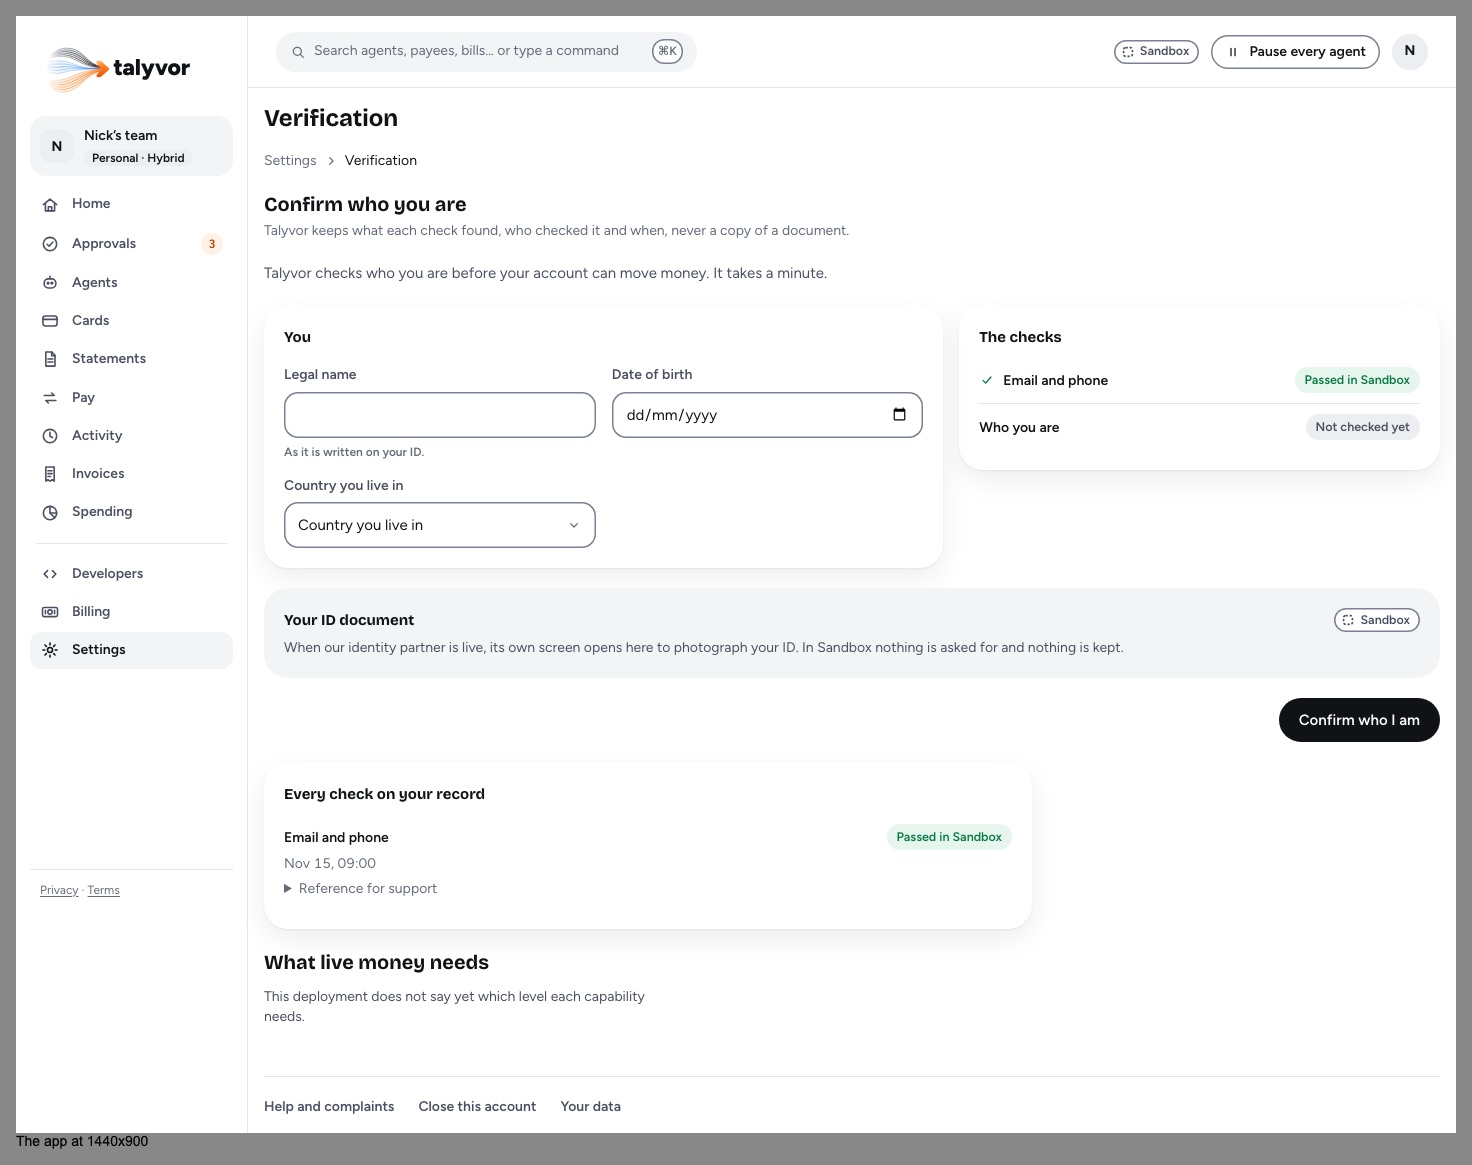 talyvor
Search agents, payees, bills... or type a command
⌘K
Sandbox
Pause every agent
N
N
Nick's team
Personal · Hybrid
Home
Approvals
3
Agents
Cards
Statements
Pay
Activity
Invoices
Spending
Developers
Billing
Settings
Privacy · Terms
Verification
Settings > Verification
Confirm who you are
Talyvor keeps what each check found, who checked it and when, never a copy of a document.
Talyvor checks who you are before your account can move money. It takes a minute.
You
Legal name
Date of birth
dd/mm/yyyy
As it is written on your ID.
Country you live in
Country you live in
The checks
Email and phone
Passed in Sandbox
Who you are
Not checked yet
Your ID document
Sandbox
When our identity partner is live, its own screen opens here to photograph your ID. In Sandbox nothing is asked for and nothing is kept.
Confirm who I am
Every check on your record
Email and phone
Passed in Sandbox
Nov 15, 09:00
Reference for support
What live money needs
This deployment does not say yet which level each capability
needs.
Help and complaints
Close this account
Your data
The app at 1440x900